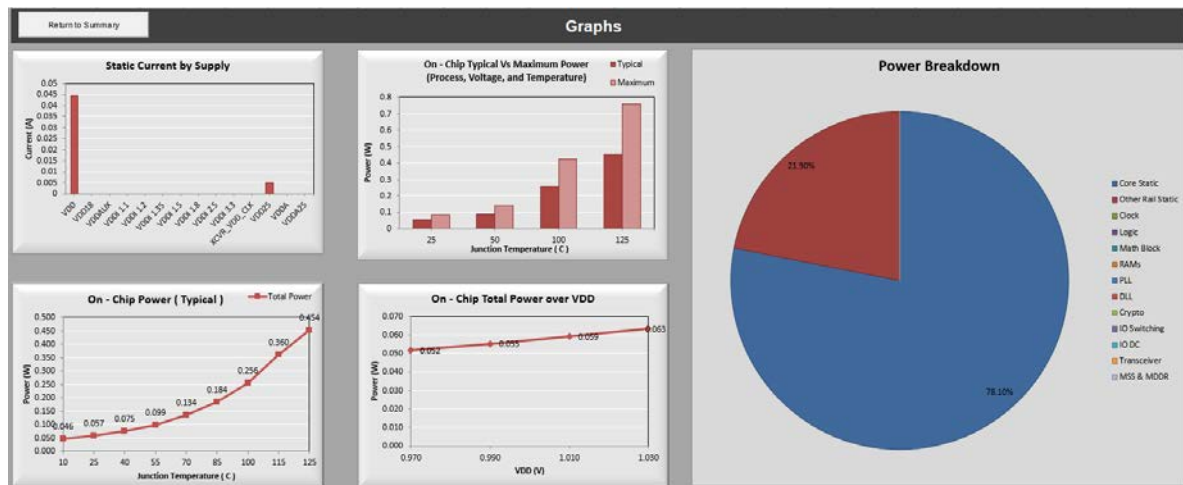 Return to Summary
Graphs
Static Current by Supply
Current (A)
0.05
0.045
0.04
0.035
0.03
0.025
0.02
0.015
0.01
0.005
0
VDD
VDD18
VDDAUX
VDDI 1.1
VDDI 1.2
VDDI 1.35
VDDI 1.5
VDDI 1.8
VDDI 2.5
VDDI 3.3
XCVR_VDD_CLK
VDD25
VDDA
VDDA25
On - Chip Typical Vs Maximum Power
(Process, Voltage, and Temperature)
Typical
Maximum
Power (W)
0.8
0.7
0.6
0.5
0.4
0.3
0.2
0.1
0
25 50 100 125
Junction Temperature ( C )
Power Breakdown
21.90%
78.10%
Core Static
Other Rail Static
Clock
Logic
Math Block
RAMs
PLL
DLL
Crypto
IO Switching
IO DC
Transceiver
MSS & MDDR
On - Chip Power ( Typical )
Total Power
Power (W)
0.500
0.450
0.400
0.350
0.300
0.250
0.200
0.150
0.100
0.050
0.000
0.046 0.057 0.075 0.099 0.134 0.184 0.256 0.360 0.454
10 25 40 55 70 85 100 115 125
Junction Temperature ( C )
On - Chip Total Power over VDD
Power (W)
0.070
0.060
0.050
0.040
0.030
0.020
0.010
0.000
0.052 0.055 0.059 0.063
0.970 0.990 1.010 1.030
VDD (V)